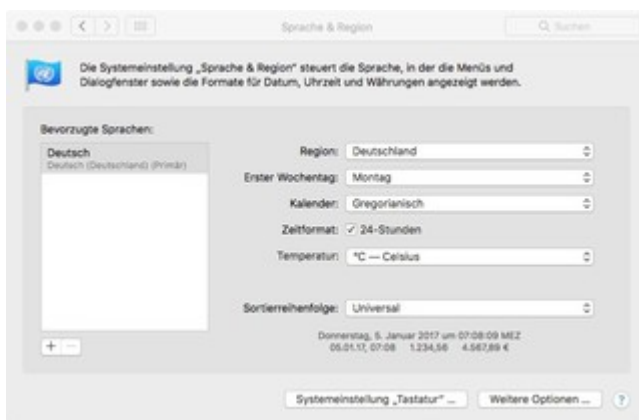 Sprache & Region
Suchen
Die Systemeinstellung „Sprache & Region“ steuert die Sprache, in der die Menüs und
Dialogfenster sowie die Formate für Datum, Uhrzeit und Währungen angezeigt werden.
Bevorzugte Sprachen:
Deutsch
Deutsch (Deutschland) (Primär)
Region: Deutschland
Erster Wochentag: Montag
Kalender: Gregorianisch
Zeitformat: 24-Stunden
Temperatur: °C — Celsius
Sortierreihenfolge: Universal
Donnerstag, 5. Januar 2017 um 07:08:09 MEZ
05.01.17, 07:08 1.234,56 4.567,89 €
Systemeinstellung „Tastatur“ ...
Weitere Optionen ...
?